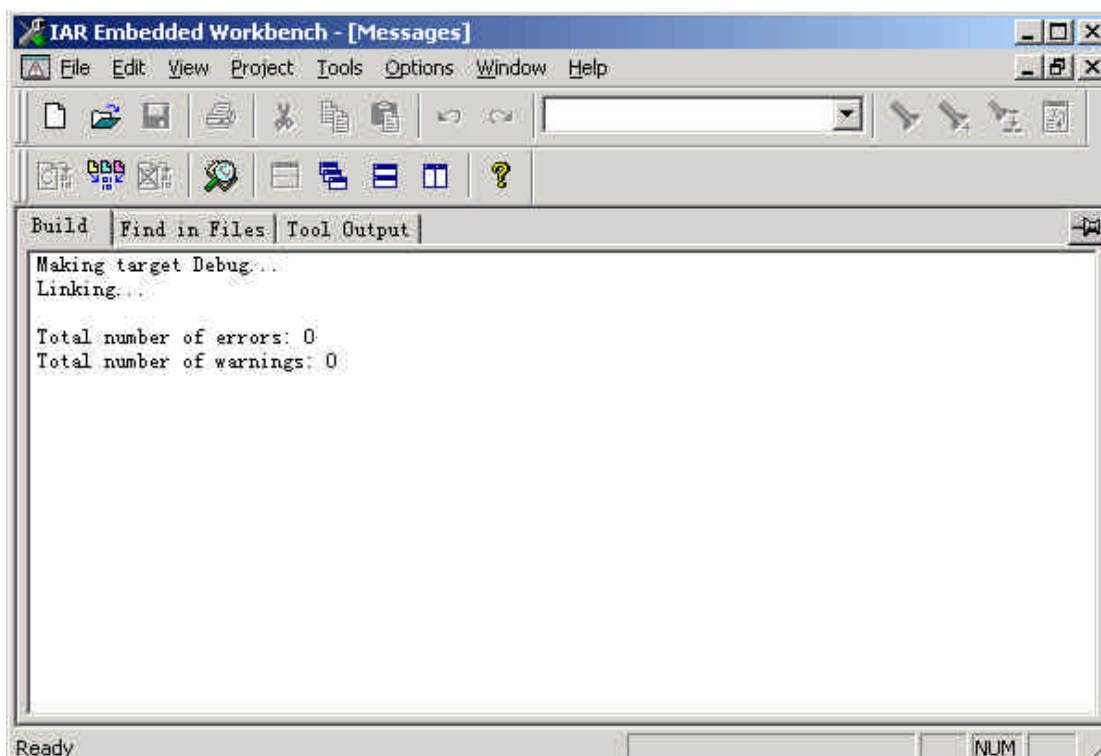 IAR Embedded Workbench - [Messages]
File Edit View Project Tools Options Window Help
Build Find in Files Tool Output
Making target Debug...
Linking...
Total number of errors: 0
Total number of warnings: 0
Ready NUM